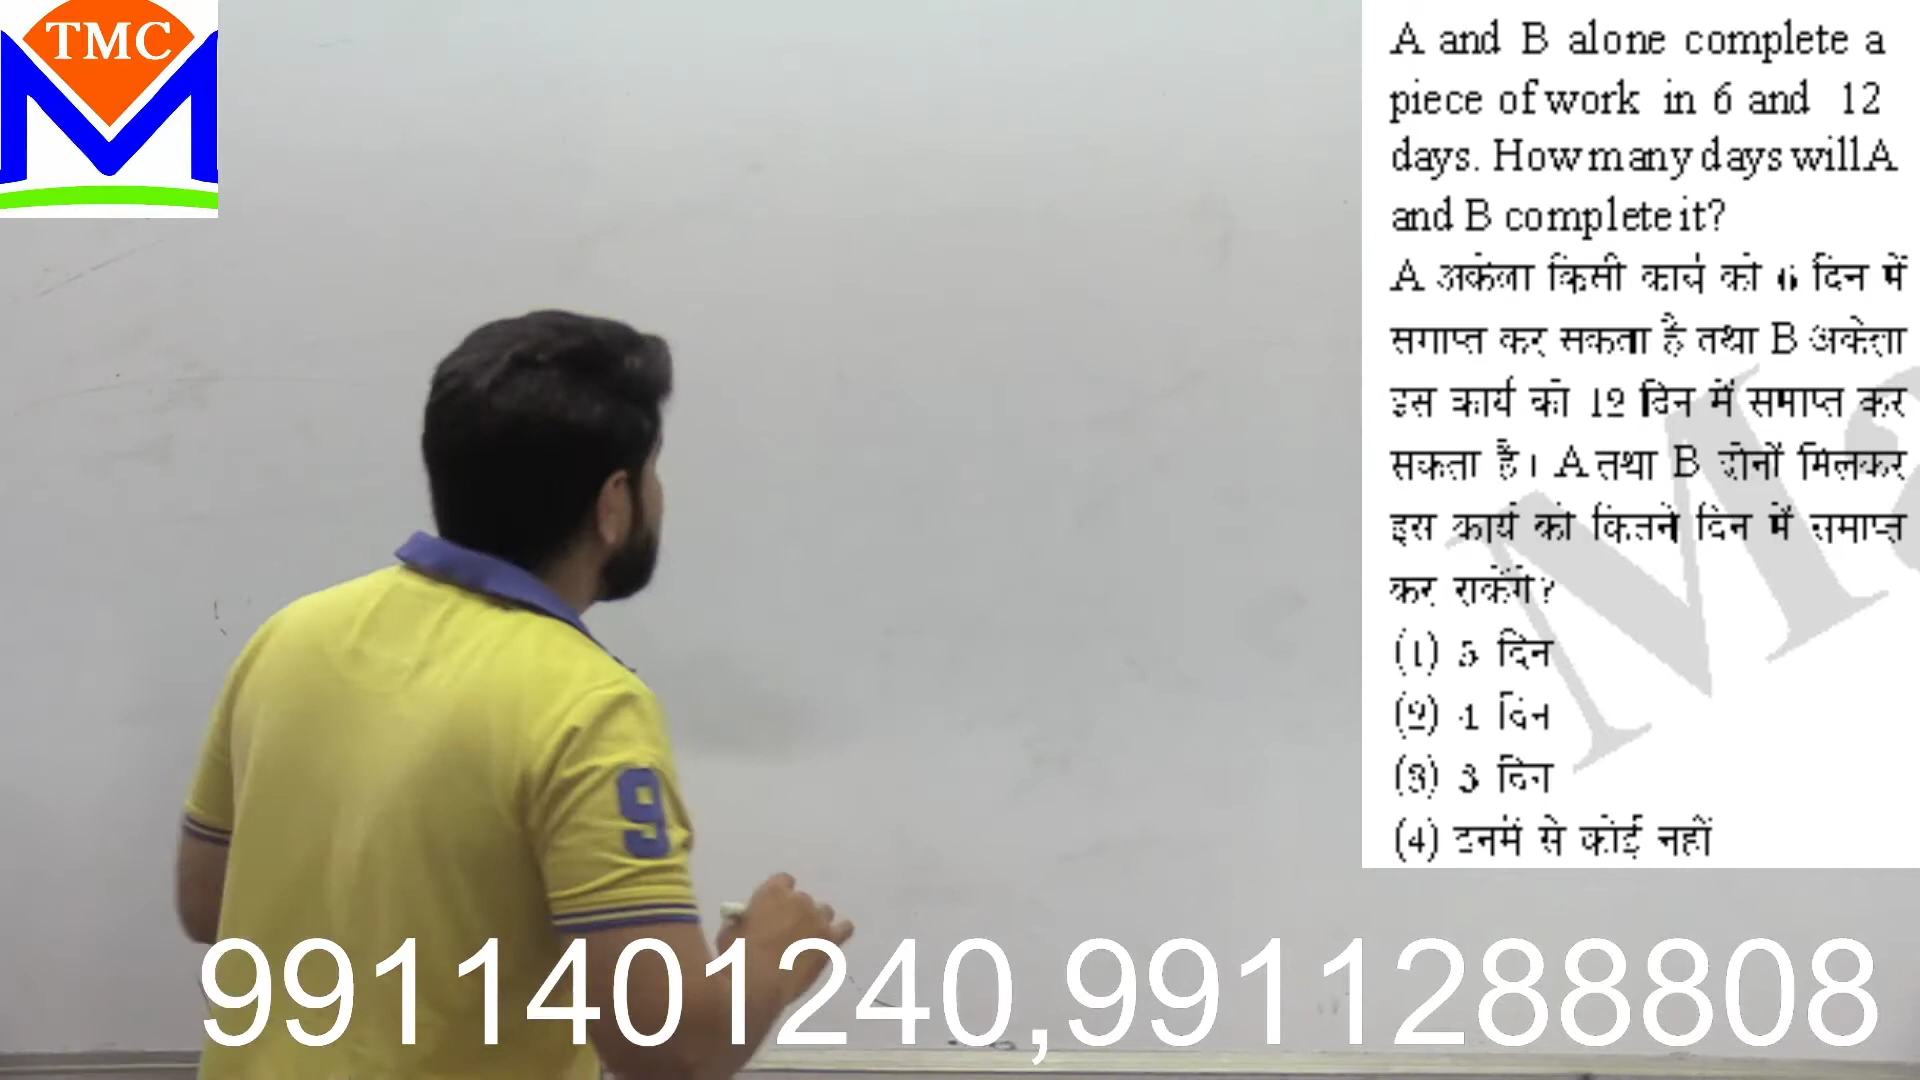 TMC
A and B alone complete a
piece of work in 6 and 12
days. How many days will A
and B complete it?
A अकेला किसी कार्य को 6 दिन में
समाप्त कर सकता है तथा B अकेला
इस कार्य को 12 दिन में समाप्त कर
सकता है। A तथा B दोनों मिलकर
इस कार्य को कितने दिन में समाप्त
कर सकेंगे?
(1) 5 दिन
(2) 4 दिन
(3) 3 दिन
(4) इनमें से कोई नहीं
9
9911401240,9911288808